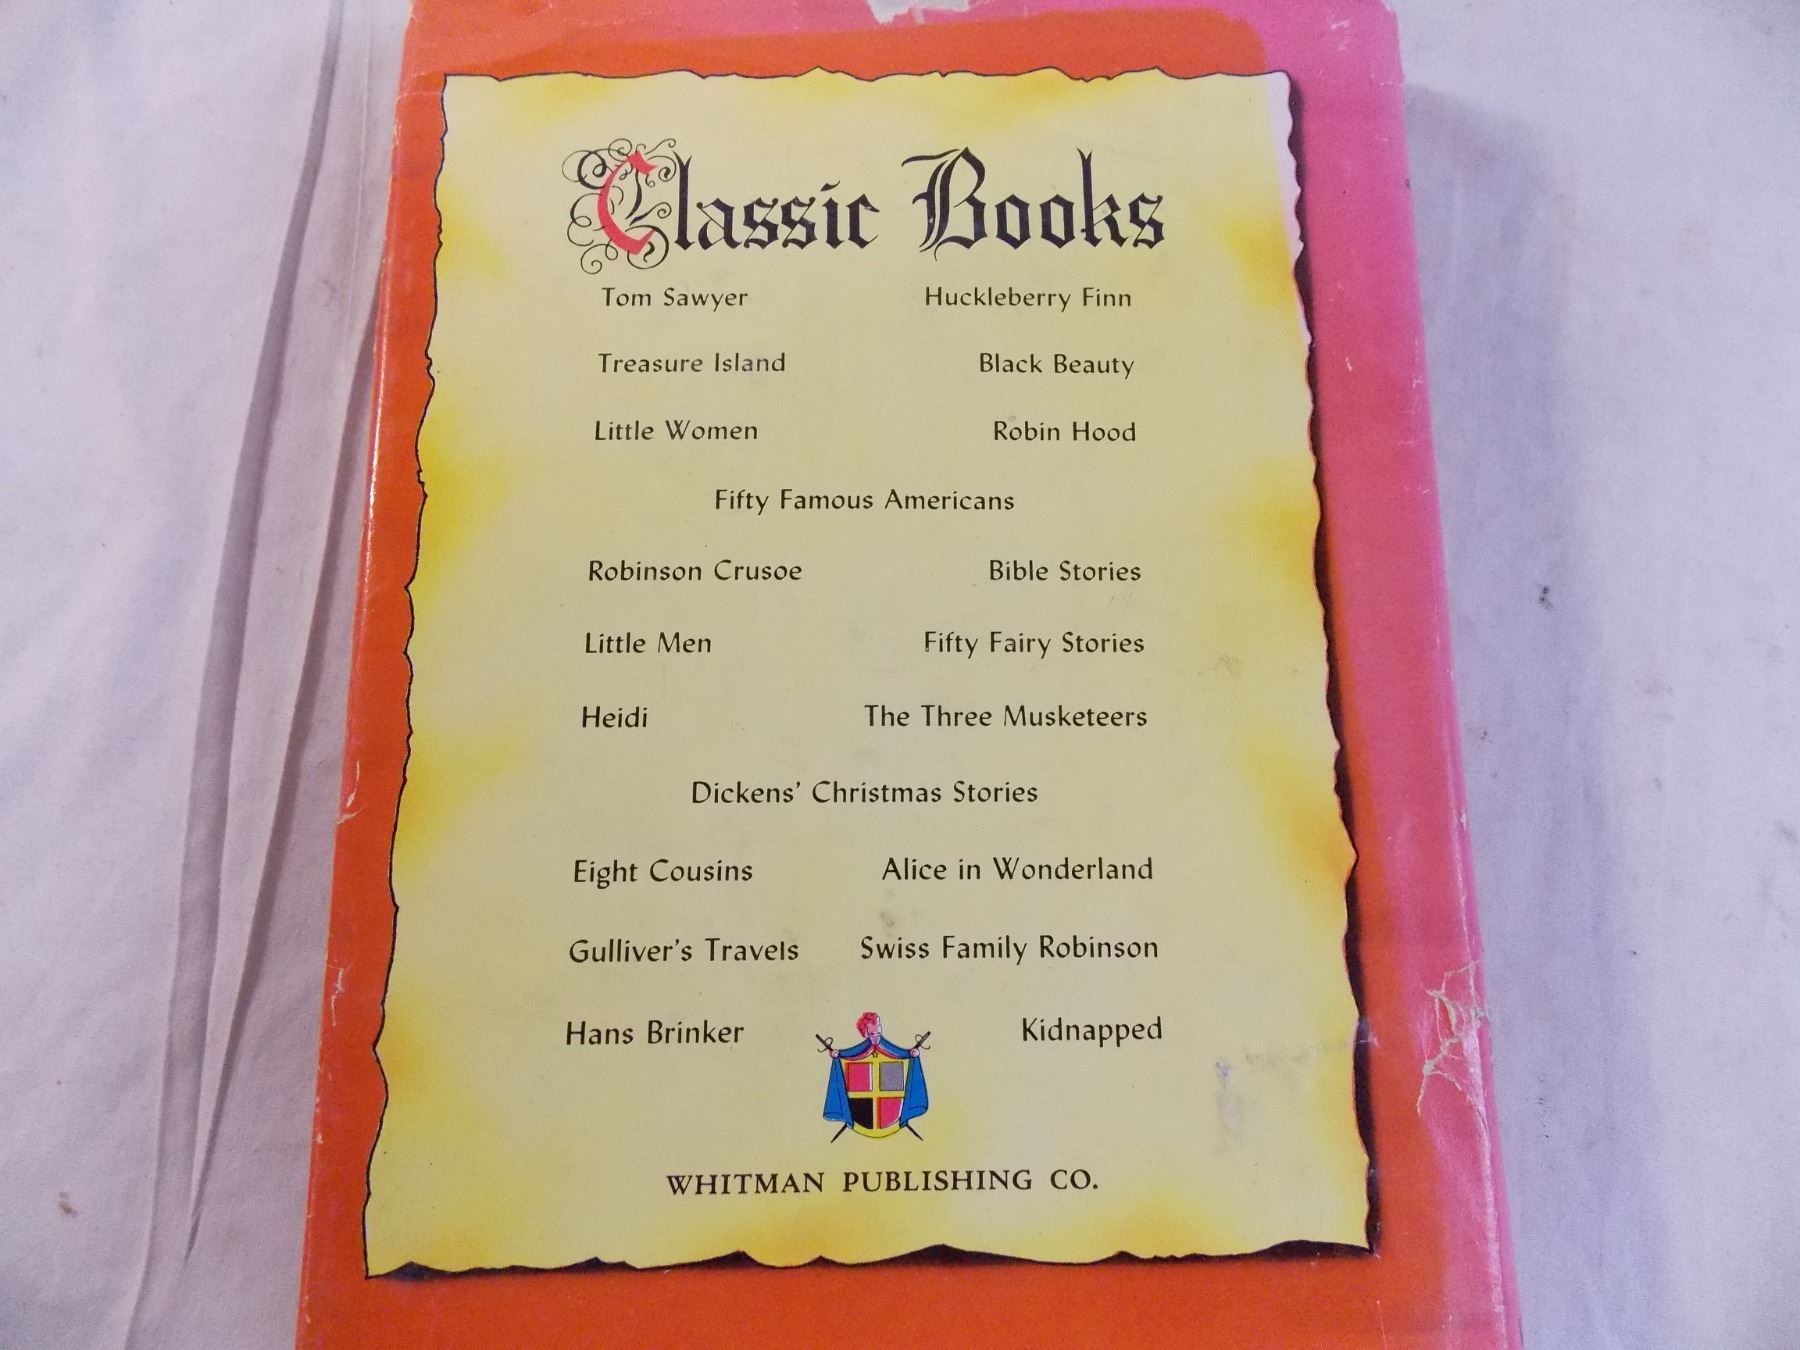 Classic Books
Tom Sawyer Huckleberry Finn
Treasure Island Black Beauty
Little Women Robin Hood
Fifty Famous Americans
Robinson Crusoe Bible Stories
Little Men Fifty Fairy Stories
Heidi The Three Musketeers
Dickens' Christmas Stories
Eight Cousins Alice in Wonderland
Gulliver's Travels Swiss Family Robinson
Hans Brinker Kidnapped
WHITMAN PUBLISHING CO.